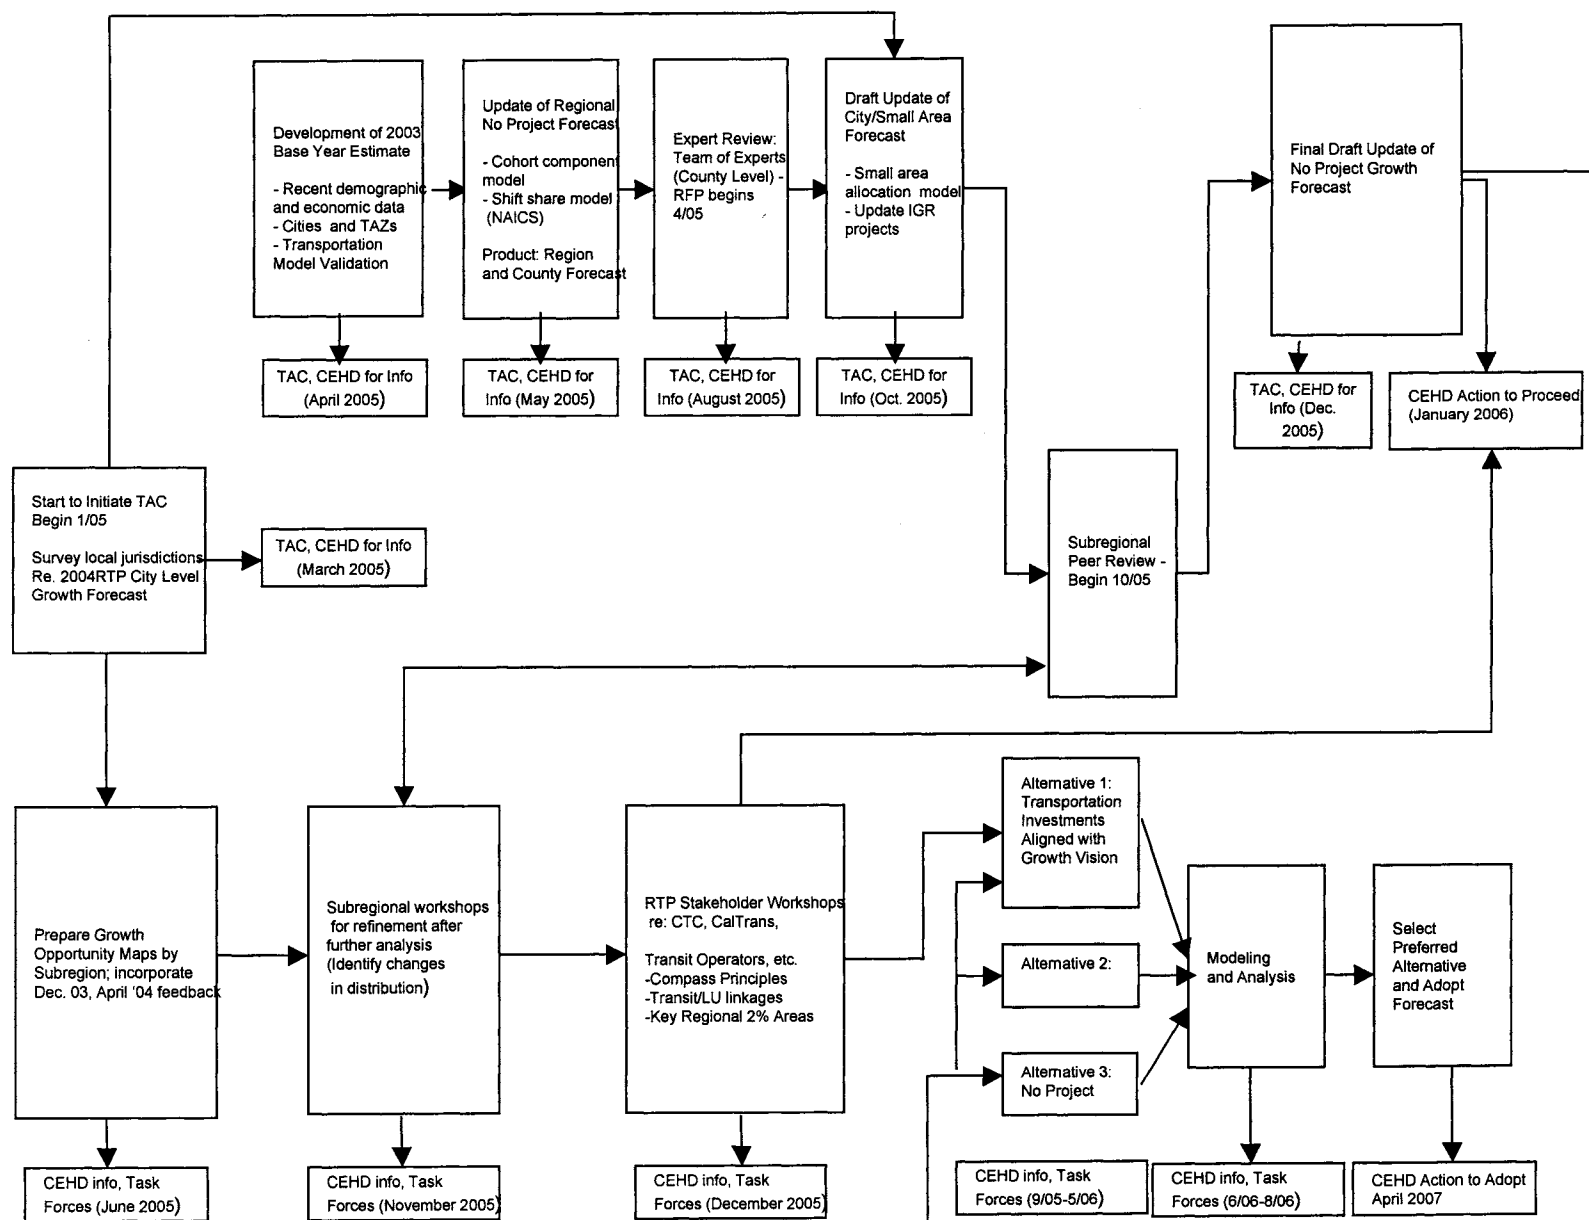 Development of 2003
Base Year Estimate
- Recent demographic
and economic data
- Cities and TAZs
- Transportation
Model Validation
Update of Regional
No Project Forecast
- Cohort component
model
- Shift share model
(NAICS)
Product: Region
and County Forecast
Expert Review:
Team of Experts
(County Level) -
RFP begins
4/05
Draft Update of
City/Small Area
Forecast
- Small area
allocation model
- Update IGR
projects
Final Draft Update of
No Project Growth
Forecast
TAC, CEHD for Info
(April 2005)
TAC, CEHD for
Info (May 2005)
TAC, CEHD for
Info (August 2005)
TAC, CEHD for
Info (Oct. 2005)
TAC, CEHD for
Info (Dec.
2005)
CEHD Action to Proceed
(January 2006)
Start to Initiate TAC
Begin 1/05
Survey local jurisdictions
Re. 2004RTP City Level
Growth Forecast
TAC, CEHD for Info
(March 2005)
Subregional
Peer Review -
Begin 10/05
Prepare Growth
Opportunity Maps by
Subregion; incorporate
Dec. 03, April '04 feedback
Subregional workshops
for refinement after
further analysis
(Identify changes
in distribution)
RTP Stakeholder Workshops
re: CTC, CalTrans,
Transit Operators, etc.
-Compass Principles
-Transit/LU linkages
-Key Regional 2% Areas
Alternative 1:
Transportation
Investments
Aligned with
Growth Vision
Alternative 2:
Alternative 3:
No Project
Modeling
and Analysis
Select
Preferred
Alternative
and Adopt
Forecast
CEHD info, Task
Forces (June 2005)
CEHD info, Task
Forces (November 2005)
CEHD info, Task
Forces (December 2005)
CEHD info, Task
Forces (9/05-5/06)
CEHD info, Task
Forces (6/06-8/06)
CEHD Action to Adopt
April 2007